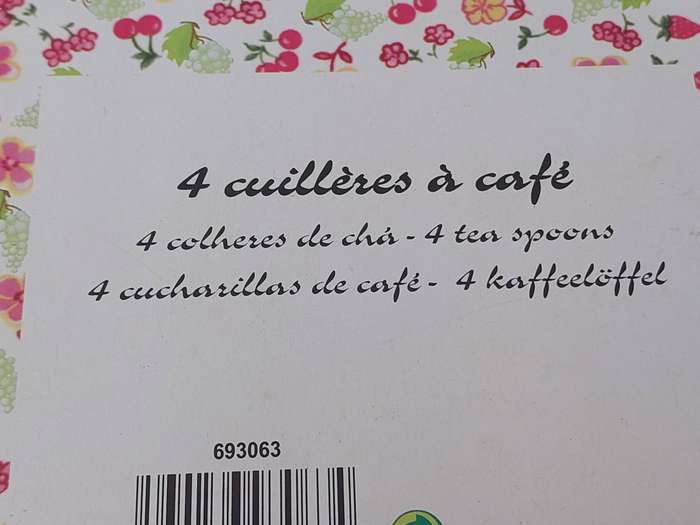 4 cuillères à café
4 colheres de chá - 4 tea spoons
4 cucharillas de café - 4 kaffeelöffel
693063